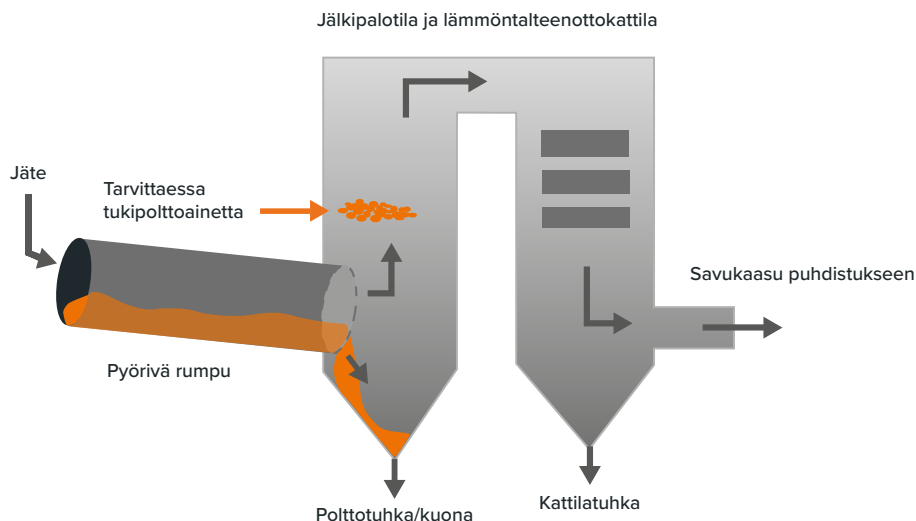 Jälkipalotila ja lämmöntalteenottokattila
Jäte
Tarvittaessa
tukipolttoainetta
Savukaasu puhdistukseen
Pyörivä rumpu
Kattilatuhka
Polttotuhka/kuona